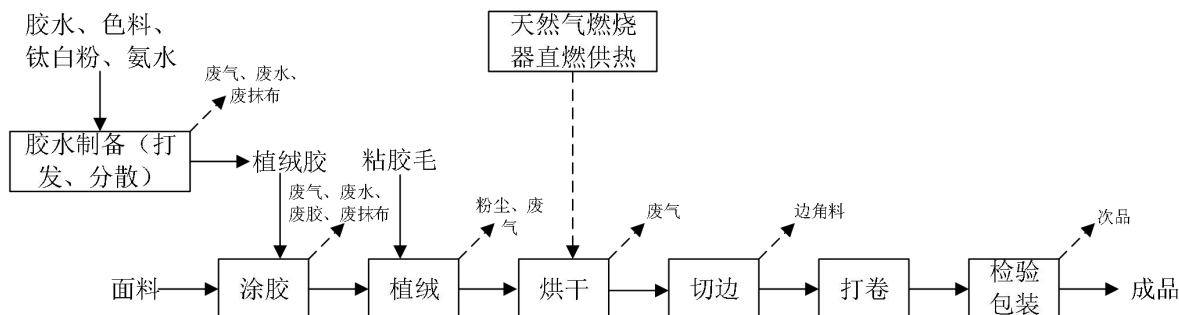 胶水、色料、
钛白粉、氨水
天然气燃烧
器直燃供热
废气、废水、
废抹布
胶水制备（打
发、分散）
植绒胶
粘胶毛
废气、废水、
废胶、废抹布
粉尘、废
气
废气
边角料
次品
面料
涂胶
植绒
烘干
切边
打卷
检验
包装
成品